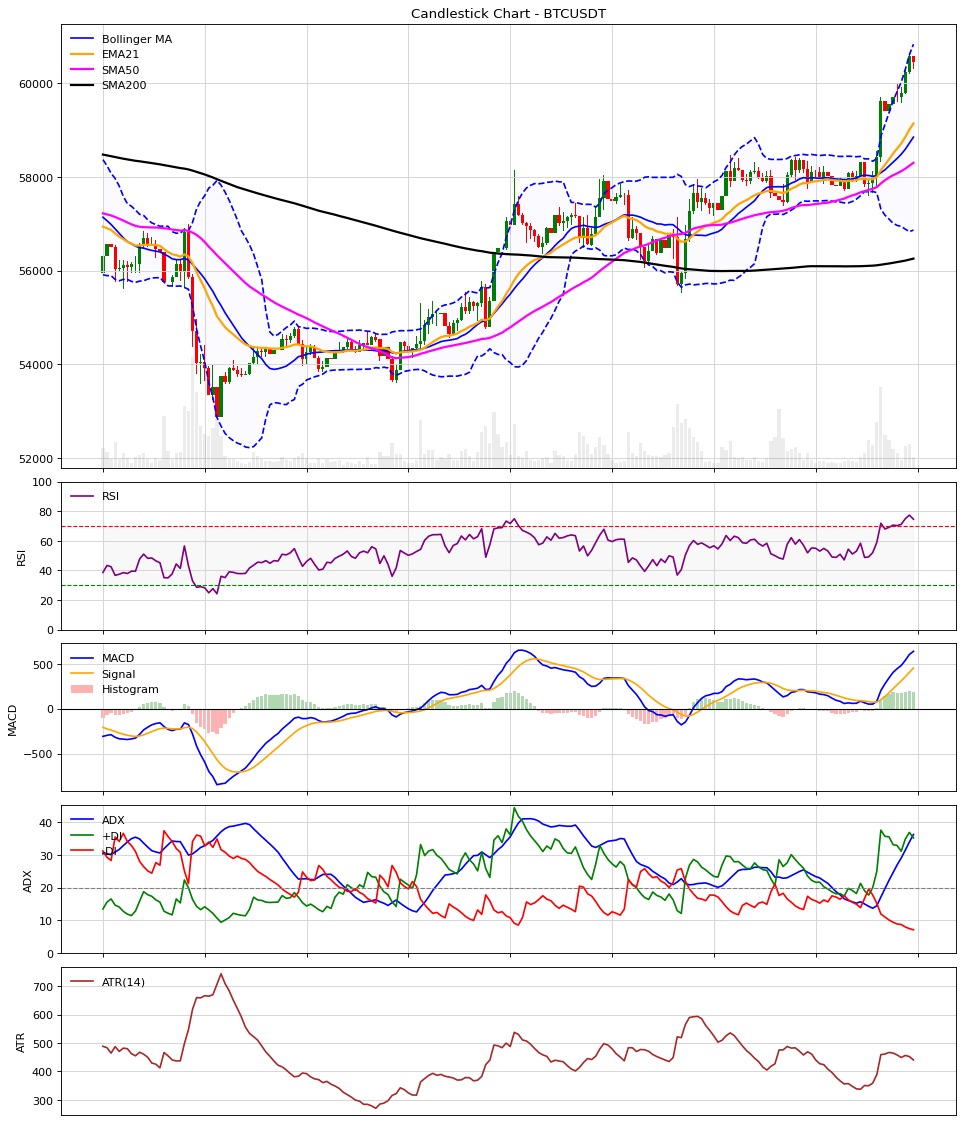 Candlestick Chart - BTCUSDT
Bollinger MA
EMA21
SMA50
SMA200
60000
58000
56000
54000
52000
RSI
100
80
60
40
20
0
RSI
MACD
Signal
Histogram
500
0
−500
MACD
ADX
+DI
-DI
40
30
20
10
0
ADX
ATR(14)
700
600
500
400
300
ATR